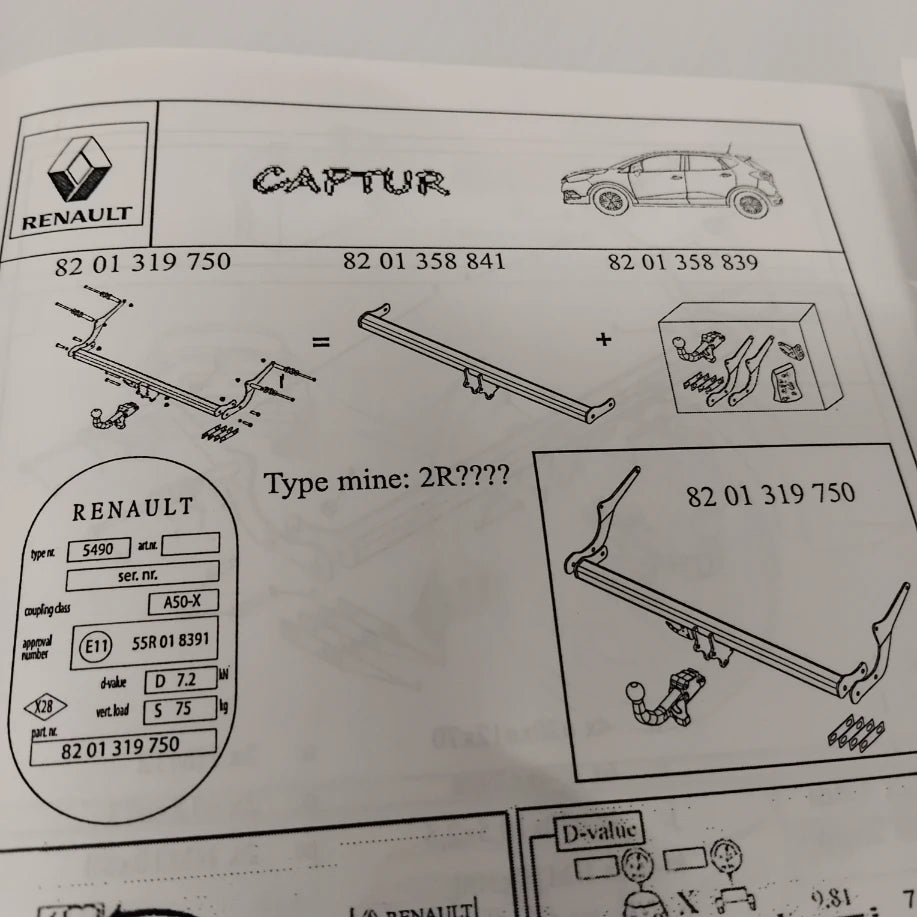 RENAULT
CAPTUR
82 01 319 750
82 01 358 841
82 01 358 839
=
+
Type mine: 2R????
82 01 319 750
RENAULT
type nr. 5490 art.nr.
ser. nr.
coupling class A50-X
approval number E11 55R 01 8391
d-value D 7.2 kN
X28 vert. load S 75 kg
part. nr.
82 01 319 750
D-value
X 9.81
7
RENAULT